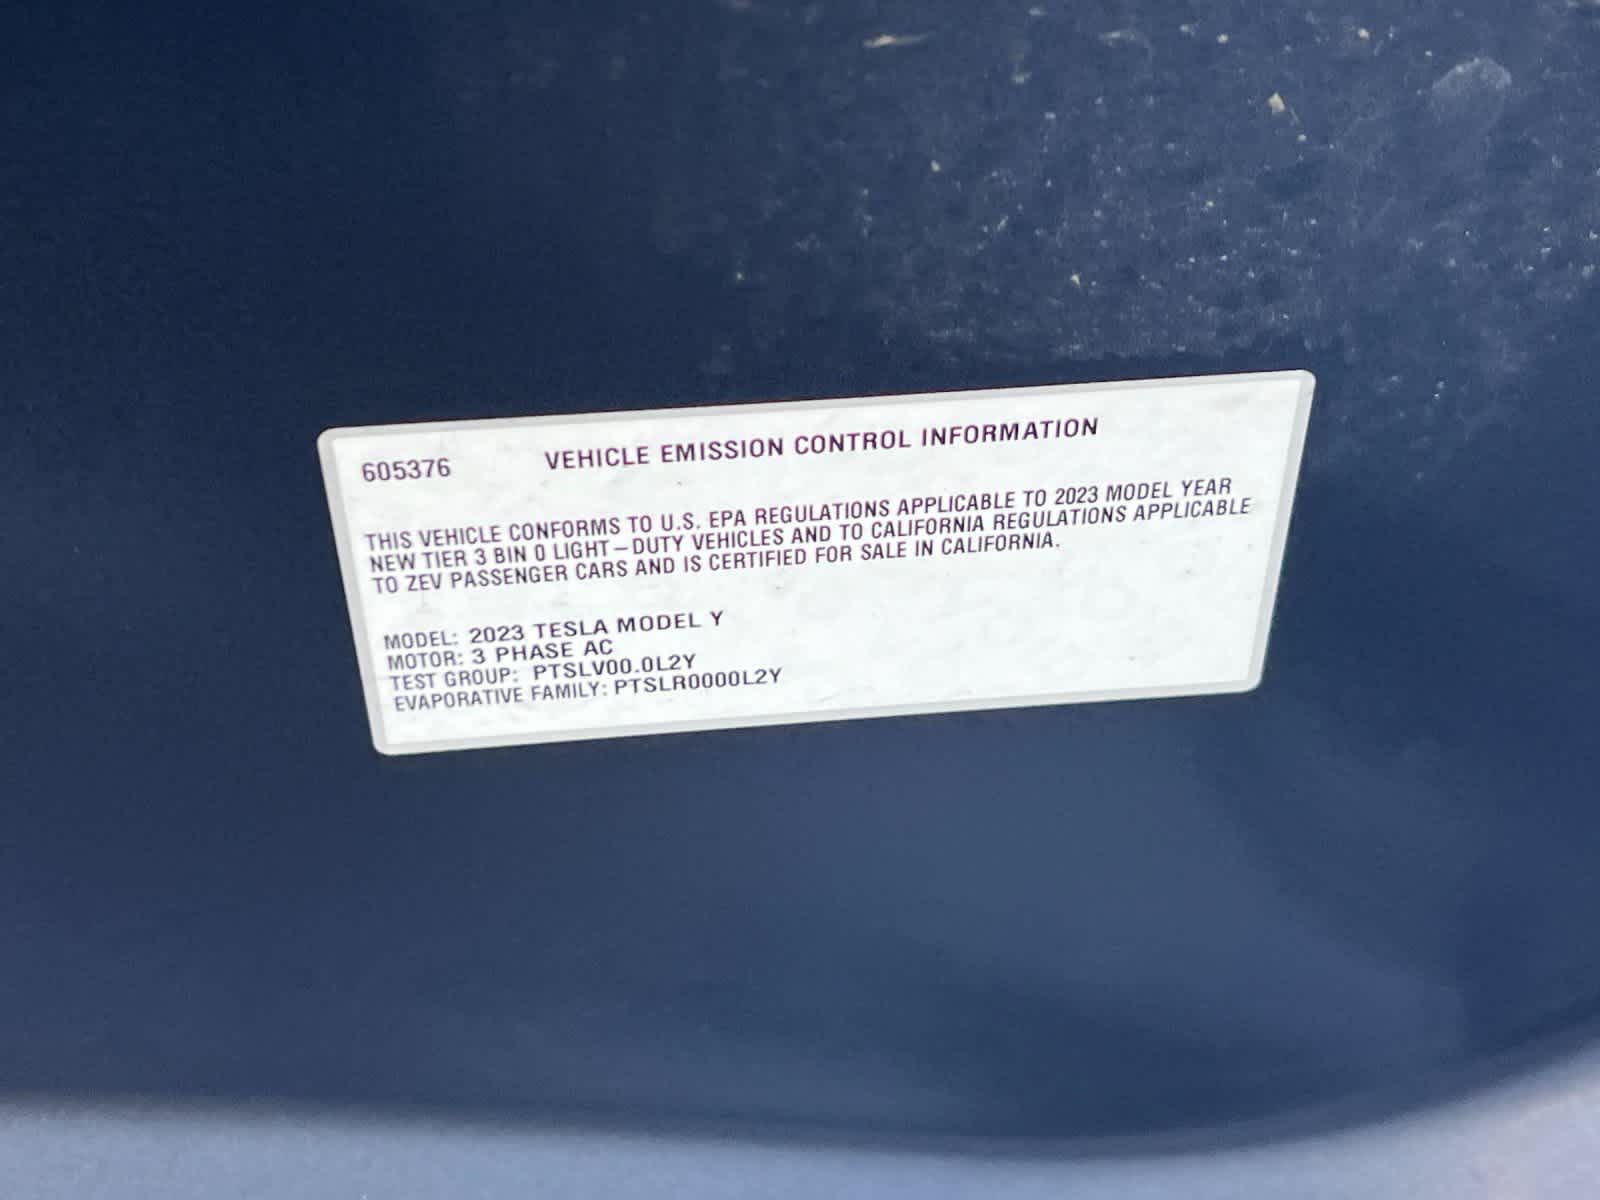 605376 VEHICLE EMISSION CONTROL INFORMATION
THIS VEHICLE CONFORMS TO U.S. EPA REGULATIONS APPLICABLE TO 2023 MODEL YEAR
NEW TIER 3 BIN 0 LIGHT-DUTY VEHICLES AND TO CALIFORNIA REGULATIONS APPLICABLE
TO ZEV PASSENGER CARS AND IS CERTIFIED FOR SALE IN CALIFORNIA.
MODEL: 2023 TESLA MODEL Y
MOTOR: 3 PHASE AC
TEST GROUP: PTSLV00.0L2Y
EVAPORATIVE FAMILY: PTSLR0000L2Y